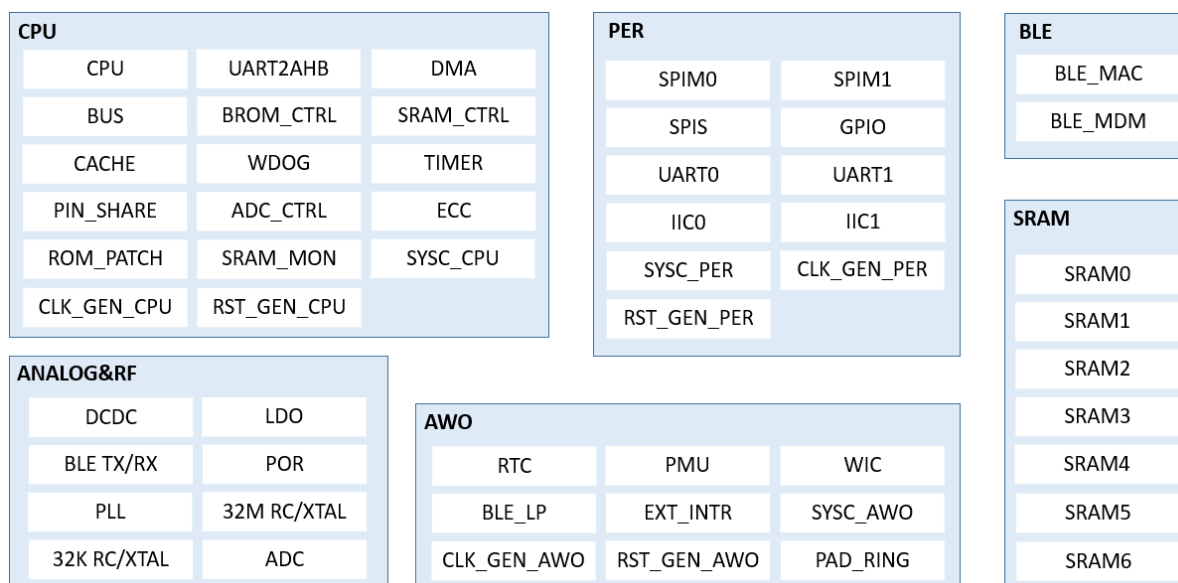 CPU
CPU UART2AHB DMA
BUS BROM_CTRL SRAM_CTRL
CACHE WDOG TIMER
PIN_SHARE ADC_CTRL ECC
ROM_PATCH SRAM_MON SYSC_CPU
CLK_GEN_CPU RST_GEN_CPU
PER
SPIM0 SPIM1
SPIS GPIO
UART0 UART1
IIC0 IIC1
SYSC_PER CLK_GEN_PER
RST_GEN_PER
BLE
BLE_MAC
BLE_MDM
SRAM
SRAM0
SRAM1
SRAM2
SRAM3
SRAM4
SRAM5
SRAM6
ANALOG&RF
DCDC LDO
BLE TX/RX POR
PLL 32M RC/XTAL
32K RC/XTAL ADC
AWO
RTC PMU WIC
BLE_LP EXT_INTR SYSC_AWO
CLK_GEN_AWO RST_GEN_AWO PAD_RING